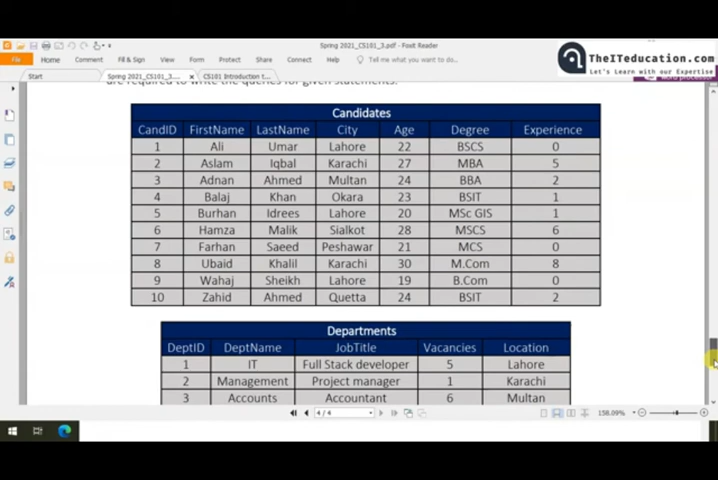 Spring 2021_CS101_3.pdf - Foxit Reader
File Home Comment Fill & Sign View Form Protect Share Connect Help Tell me what you want to do...
TheITeducation.com
Let's Learn with our Expertise
Start Spring 2021_CS101_3.... × CS101 Introduction t...
are required to write the queries for given statements.
Candidates
CandID FirstName LastName City Age Degree Experience
1 Ali Umar Lahore 22 BSCS 0
2 Aslam Iqbal Karachi 27 MBA 5
3 Adnan Ahmed Multan 24 BBA 2
4 Balaj Khan Okara 23 BSIT 1
5 Burhan Idrees Lahore 20 MSc GIS 1
6 Hamza Malik Sialkot 28 MSCS 6
7 Farhan Saeed Peshawar 21 MCS 0
8 Ubaid Khalil Karachi 30 M.Com 8
9 Wahaj Sheikh Lahore 19 B.Com 0
10 Zahid Ahmed Quetta 24 BSIT 2
Departments
DeptID DeptName JobTitle Vacancies Location
1 IT Full Stack developer 5 Lahore
2 Management Project manager 1 Karachi
3 Accounts Accountant 6 Multan
4 / 4 158.09%